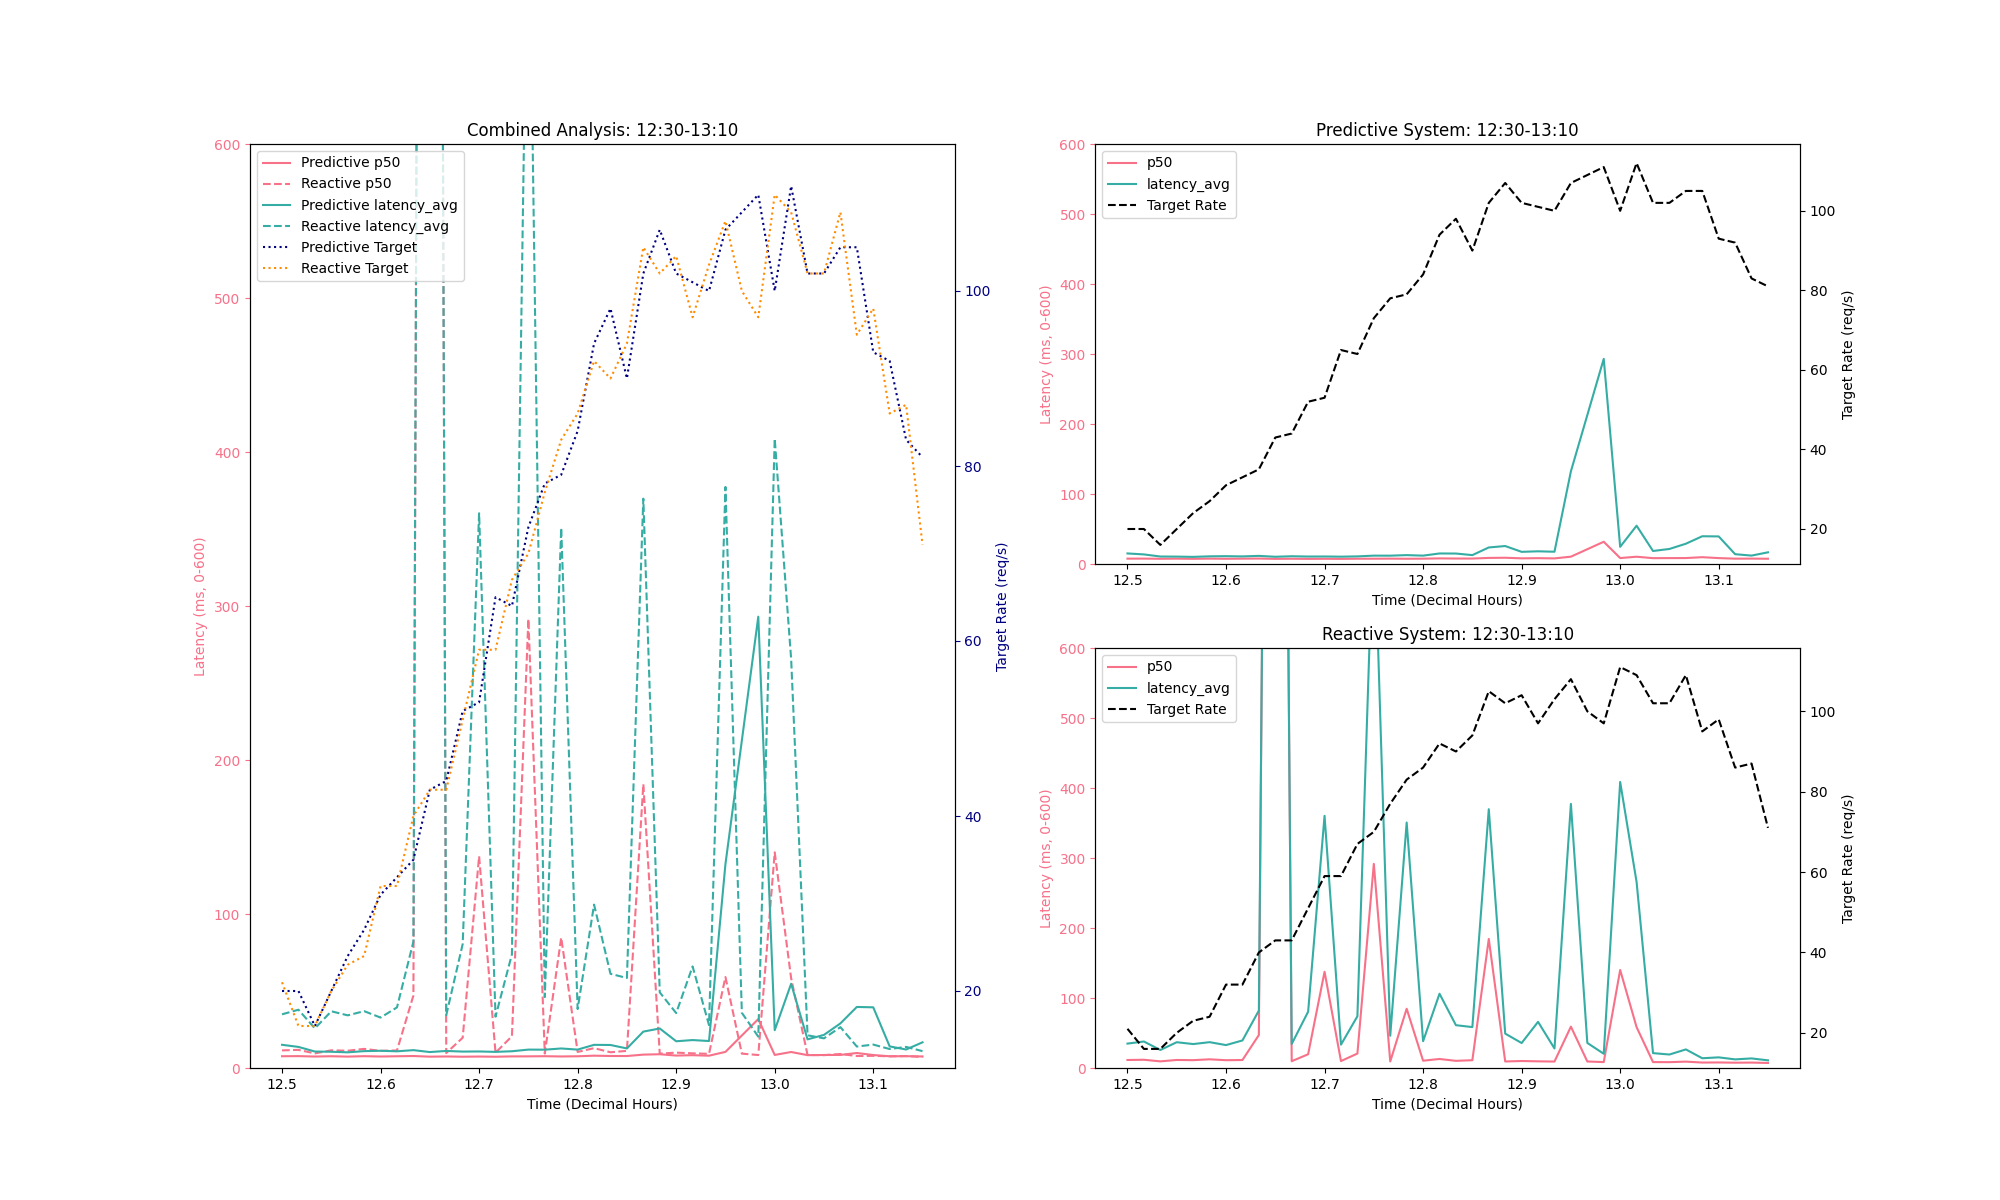 Combined Analysis: 12:30-13:10
Predictive p50
Reactive p50
Predictive latency_avg
Reactive latency_avg
Predictive Target
Reactive Target
600
500
400
300
200
100
0
Latency (ms, 0-600)
100
80
60
40
20
Target Rate (req/s)
12.5 12.6 12.7 12.8 12.9 13.0 13.1
Time (Decimal Hours)
Predictive System: 12:30-13:10
p50
latency_avg
Target Rate
600
500
400
300
200
100
0
Latency (ms, 0-600)
100
80
60
40
20
Target Rate (req/s)
12.5 12.6 12.7 12.8 12.9 13.0 13.1
Time (Decimal Hours)
Reactive System: 12:30-13:10
p50
latency_avg
Target Rate
600
500
400
300
200
100
0
Latency (ms, 0-600)
100
80
60
40
20
Target Rate (req/s)
12.5 12.6 12.7 12.8 12.9 13.0 13.1
Time (Decimal Hours)